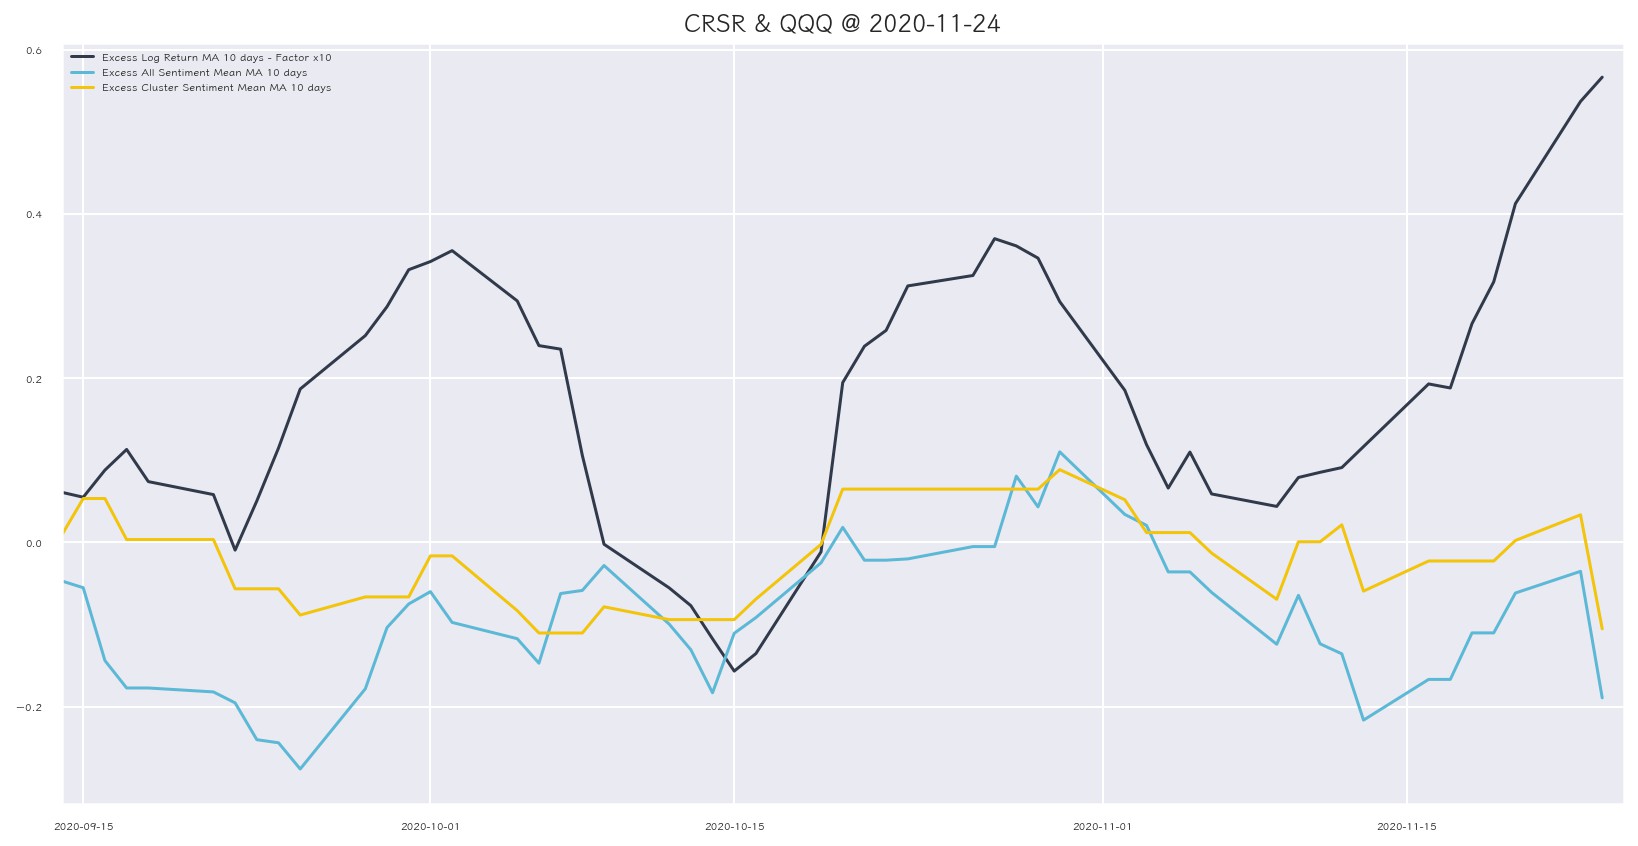 CRSR & QQQ @ 2020-11-24
Excess Log Return MA 10 days - Factor x10
Excess All Sentiment Mean MA 10 days
Excess Cluster Sentiment Mean MA 10 days
0.6
0.4
0.2
0.0
−0.2
2020-09-15
2020-10-01
2020-10-15
2020-11-01
2020-11-15